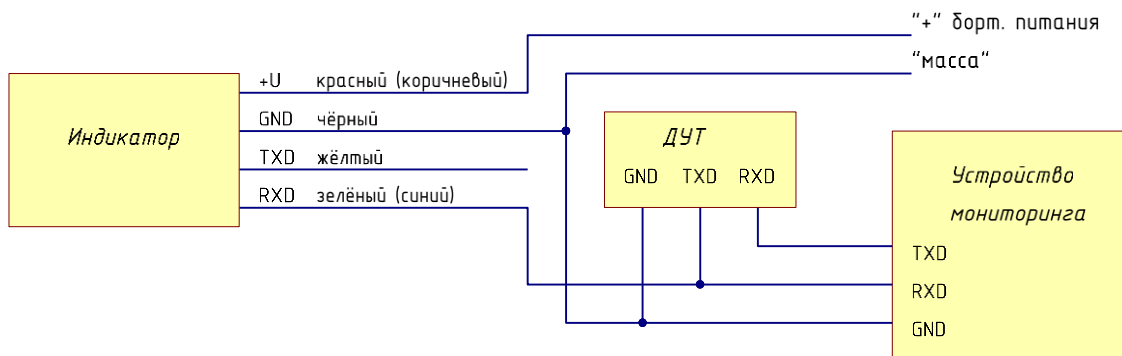 "+" борт. питания
"масса"
+U красный (коричневый)
GND чёрный
Индикатор
TXD жёлтый
RXD зелёный (синий)
ДУТ
GND TXD RXD
Устройство
мониторинга
TXD
RXD
GND